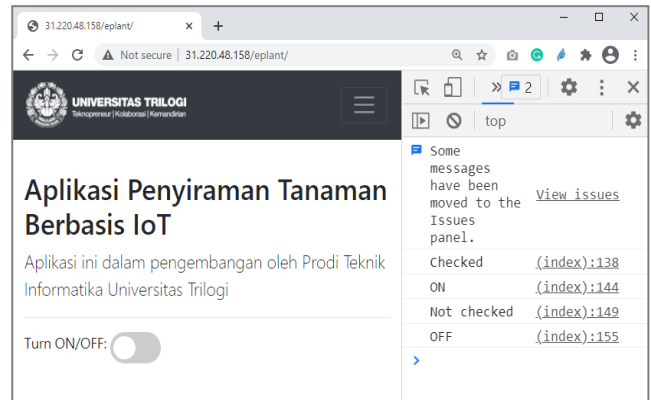 31.220.48.158/eplant/
Not secure | 31.220.48.158/eplant/
UNIVERSITAS TRILOGI
Teknopreneur | Kolaborasi | Kemandirian
Aplikasi Penyiraman Tanaman
Berbasis IoT
Aplikasi ini dalam pengembangan oleh Prodi Teknik
Informatika Universitas Trilogi
Turn ON/OFF:
2
top
Some
messages
have been
moved to the
Issues
panel.
View issues
Checked (index):138
ON (index):144
Not checked (index):149
OFF (index):155